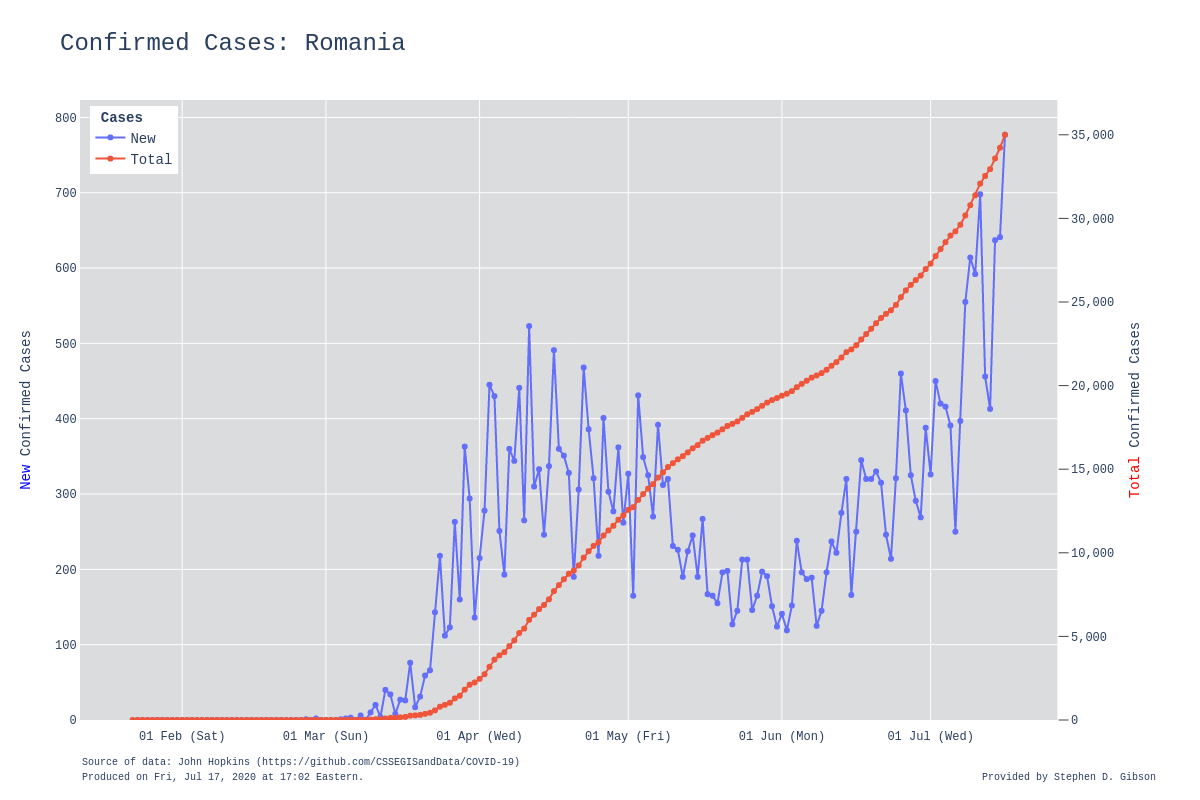 Confirmed Cases: Romania
Cases
New
Total
800
700
600
500
400
300
200
100
0
35,000
30,000
25,000
20,000
15,000
10,000
5,000
0
New Confirmed Cases
Total Confirmed Cases
01 Feb (Sat)
01 Mar (Sun)
01 Apr (Wed)
01 May (Fri)
01 Jun (Mon)
01 Jul (Wed)
Source of data: John Hopkins (https://github.com/CSSEGISandData/COVID-19)
Produced on Fri, Jul 17, 2020 at 17:02 Eastern.
Provided by Stephen D. Gibson